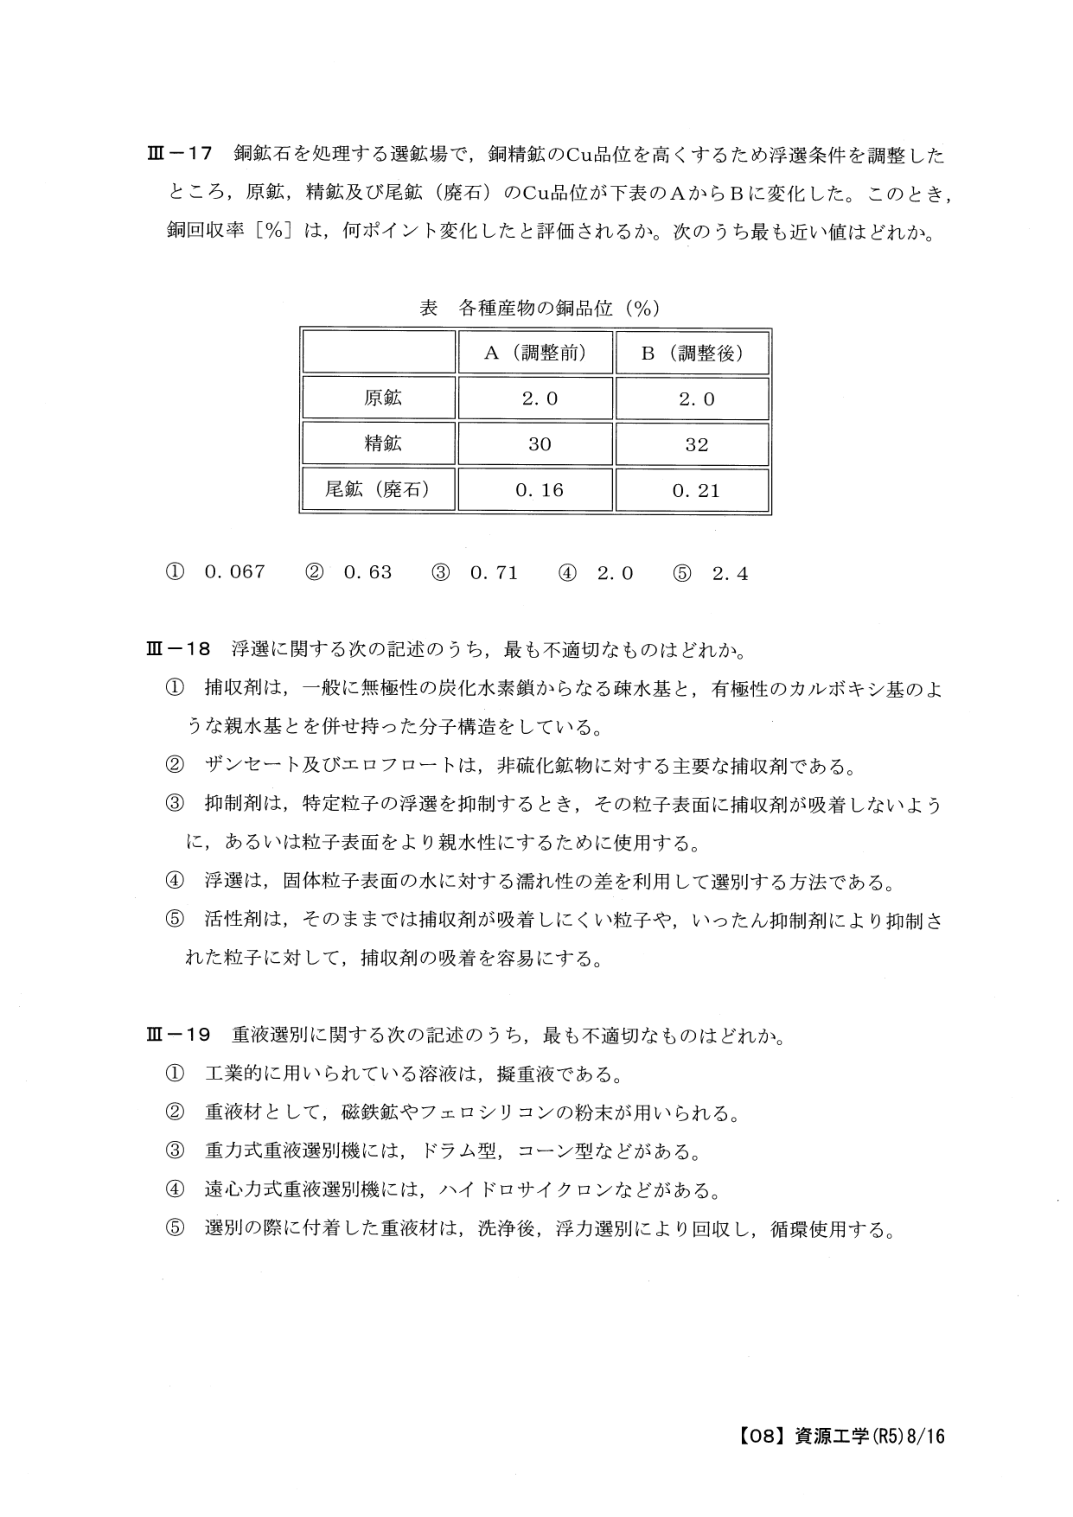 Ⅲ－17　銅鉱石を処理する選鉱場で，銅精鉱のCu品位を高くするため浮選条件を調整した
ところ，原鉱，精鉱及び尾鉱（廃石）のCu品位が下表のAからBに変化した。このとき，
銅回収率［％］は，何ポイント変化したと評価されるか。次のうち最も近い値はどれか。
表　各種産物の銅品位（％）
A（調整前）　B（調整後）
原鉱　2.0　2.0
精鉱　30　32
尾鉱（廃石）　0.16　0.21
①　0.067　②　0.63　③　0.71　④　2.0　⑤　2.4
Ⅲ－18　浮選に関する次の記述のうち，最も不適切なものはどれか。
①　捕収剤は，一般に無極性の炭化水素鎖からなる疎水基と，有極性のカルボキシ基のよ
うな親水基とを併せ持った分子構造をしている。
②　ザンセート及びエロフロートは，非硫化鉱物に対する主要な捕収剤である。
③　抑制剤は，特定粒子の浮選を抑制するとき，その粒子表面に捕収剤が吸着しないよう
に，あるいは粒子表面をより親水性にするために使用する。
④　浮選は，固体粒子表面の水に対する濡れ性の差を利用して選別する方法である。
⑤　活性剤は，そのままでは捕収剤が吸着しにくい粒子や，いったん抑制剤により抑制さ
れた粒子に対して，捕収剤の吸着を容易にする。
Ⅲ－19　重液選別に関する次の記述のうち，最も不適切なものはどれか。
①　工業的に用いられている溶液は，擬重液である。
②　重液材として，磁鉄鉱やフェロシリコンの粉末が用いられる。
③　重力式重液選別機には，ドラム型，コーン型などがある。
④　遠心力式重液選別機には，ハイドロサイクロンなどがある。
⑤　選別の際に付着した重液材は，洗浄後，浮力選別により回収し，循環使用する。
【08】資源工学(R5)8/16